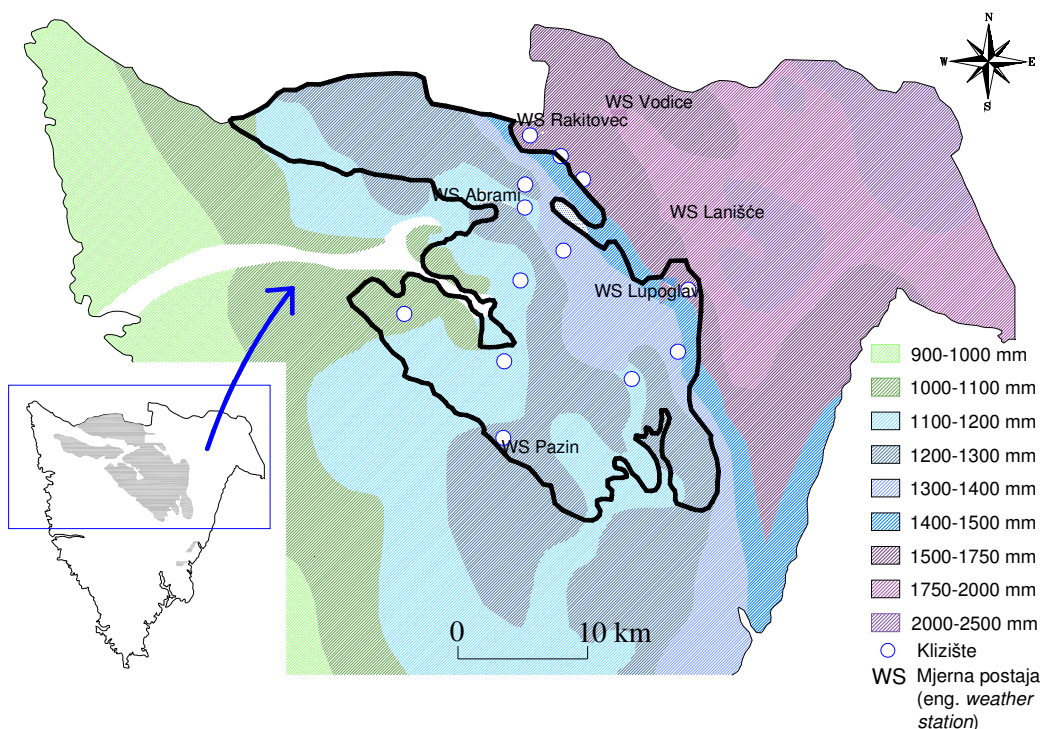 N
W E
S
WS Vodice
WS Rakitovec
WS Abrami
WS Lanišće
WS Lupoglav
WS Pazin
0 10 km
900-1000 mm
1000-1100 mm
1100-1200 mm
1200-1300 mm
1300-1400 mm
1400-1500 mm
1500-1750 mm
1750-2000 mm
2000-2500 mm
Klizište
WS Mjerna postaja
(eng. weather
station)